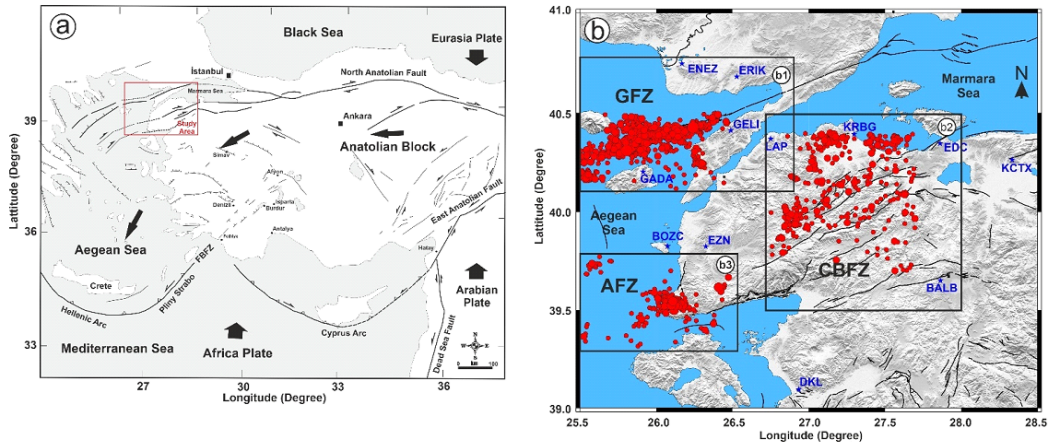 a
Black Sea
Eurasia Plate
İstanbul
Marmara Sea
North Anatolian Fault
Study Area
Ankara
Anatolian Block
Simav
Afyon
Denizli
Isparta
Burdur
Antalya
Fethiye
FBFZ
Hatay
East Anatolian Fault
Aegean Sea
Crete
Pliny Strabo
Hellenic Arc
Cyprus Arc
Arabian Plate
Dead Sea Fault
Mediterranean Sea
Africa Plate
N
W
E
S
km
0
100
39
36
33
27
30
33
36
Lattitude (Degree)
Longitude (Degree)
b
ENEZ
ERIK
b1
GFZ
Marmara Sea
N
GELI
LAP
KRBG
b2
EDC
KCTX
GADA
Aegean Sea
BOZC
EZN
b3
AFZ
CBFZ
BALB
DKL
41.0
40.5
40.0
39.5
39.0
25.5
26.0
26.5
27.0
27.5
28.0
28.5
Lattitude (Degree)
Longitude (Degree)